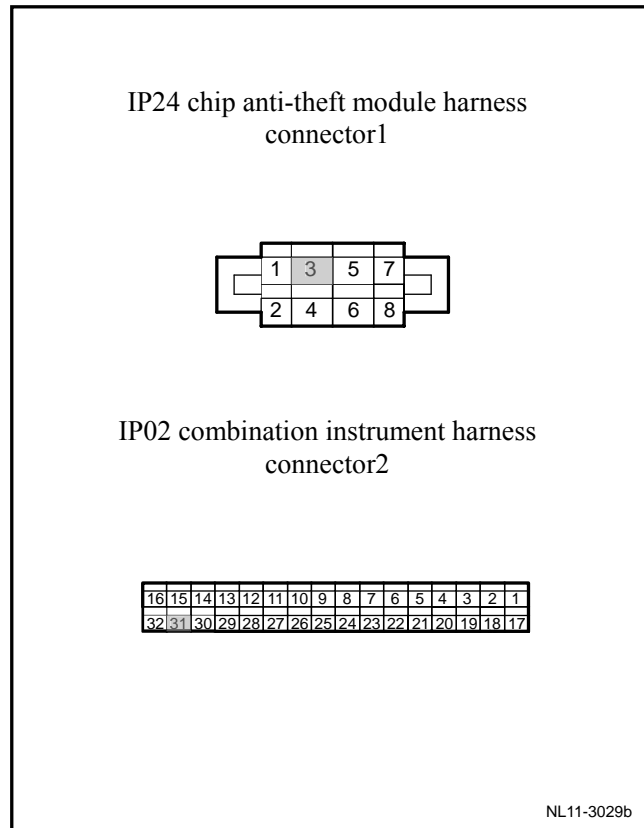 IP24 chip anti-theft module harness
connector1
1 3 5 7
2 4 6 8
IP02 combination instrument harness
connector2
16 15 14 13 12 11 10 9 8 7 6 5 4 3 2 1
32 31 30 29 28 27 26 25 24 23 22 21 20 19 18 17
NL11-3029b